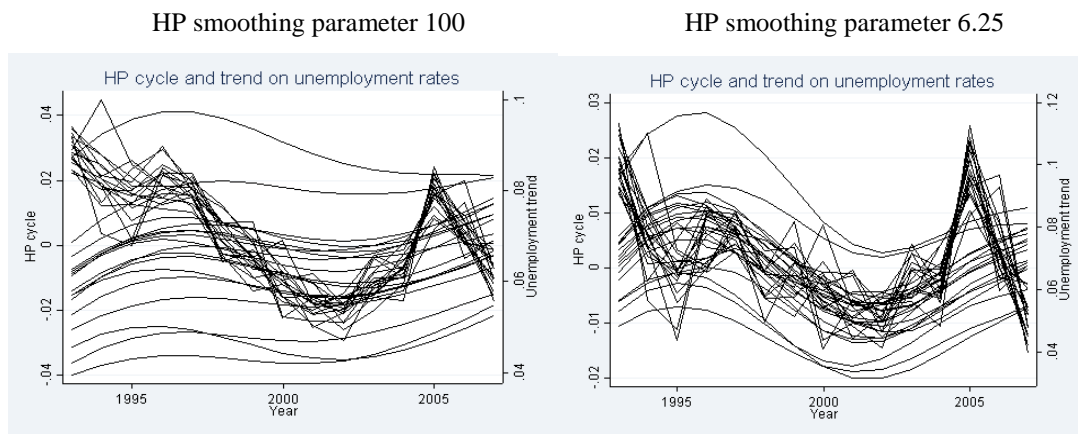 HP smoothing parameter 100
HP smoothing parameter 6.25
HP cycle and trend on unemployment rates
.04
.02
0
-.02
-.04
HP cycle
1995
2000
2005
Year
.1
.08
.06
.04
Unemployment trend
HP cycle and trend on unemployment rates
.03
.02
.01
0
-.01
-.02
HP cycle
1995
2000
2005
Year
.12
.1
.08
.06
.04
Unemployment trend